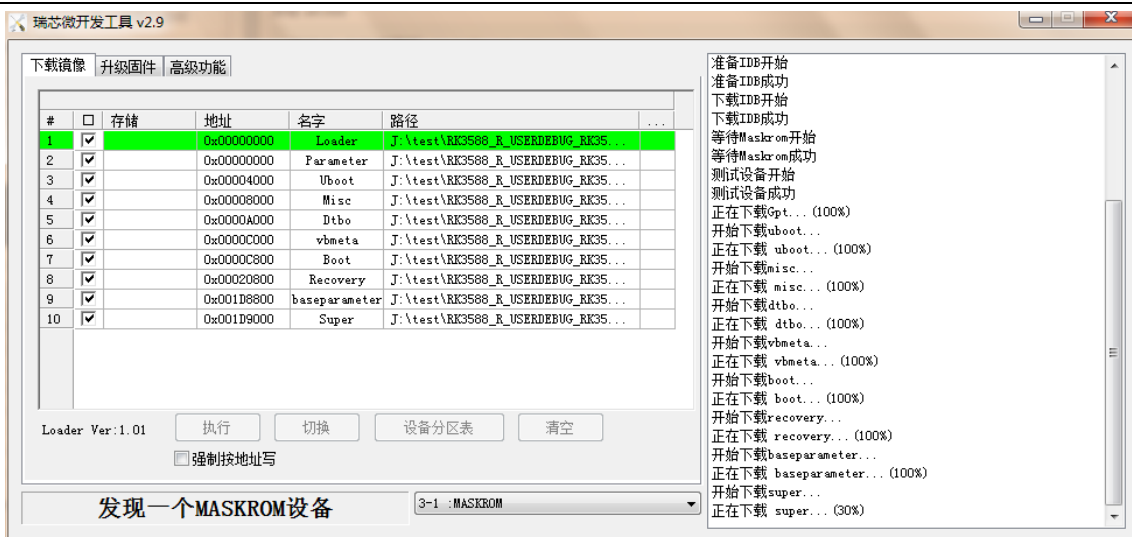 瑞芯微开发工具 v2.9
下载镜像 升级固件 高级功能
# 存储 地址 名字 路径 ...
1 0x00000000 Loader J:\test\RK3588_R_USERDEBUG_RK35...
2 0x00000000 Parameter J:\test\RK3588_R_USERDEBUG_RK35...
3 0x00004000 Uboot J:\test\RK3588_R_USERDEBUG_RK35...
4 0x00008000 Misc J:\test\RK3588_R_USERDEBUG_RK35...
5 0x0000A000 Dtbo J:\test\RK3588_R_USERDEBUG_RK35...
6 0x0000C000 vbmeta J:\test\RK3588_R_USERDEBUG_RK35...
7 0x0000C800 Boot J:\test\RK3588_R_USERDEBUG_RK35...
8 0x00020800 Recovery J:\test\RK3588_R_USERDEBUG_RK35...
9 0x001D8800 baseparameter J:\test\RK3588_R_USERDEBUG_RK35...
10 0x001D9000 Super J:\test\RK3588_R_USERDEBUG_RK35...
Loader Ver:1.01 执行 切换 设备分区表 清空
强制按地址写
发现一个MASKROM设备 3-1 :MASKROM
准备IDB开始
准备IDB成功
下载IDB开始
下载IDB成功
等待Maskrom开始
等待Maskrom成功
测试设备开始
测试设备成功
正在下载Gpt...(100%)
开始下载uboot...
正在下载 uboot...(100%)
开始下载misc...
正在下载 misc...(100%)
开始下载dtbo...
正在下载 dtbo...(100%)
开始下载vbmeta...
正在下载 vbmeta...(100%)
开始下载boot...
正在下载 boot...(100%)
开始下载recovery...
正在下载 recovery...(100%)
开始下载baseparameter...
正在下载 baseparameter...(100%)
开始下载super...
正在下载 super...(30%)